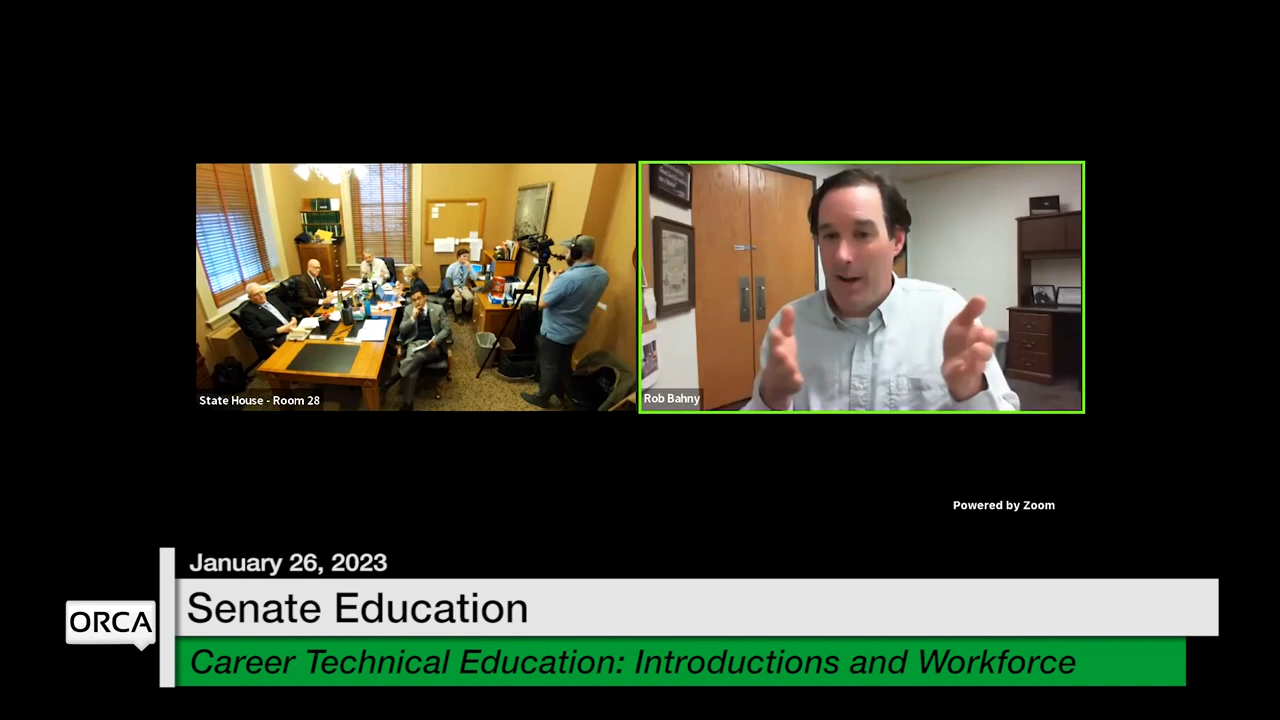 State House - Room 28
Rob Bahny
Powered by Zoom
January 26, 2023
Senate Education
ORCA
Career Technical Education: Introductions and Workforce